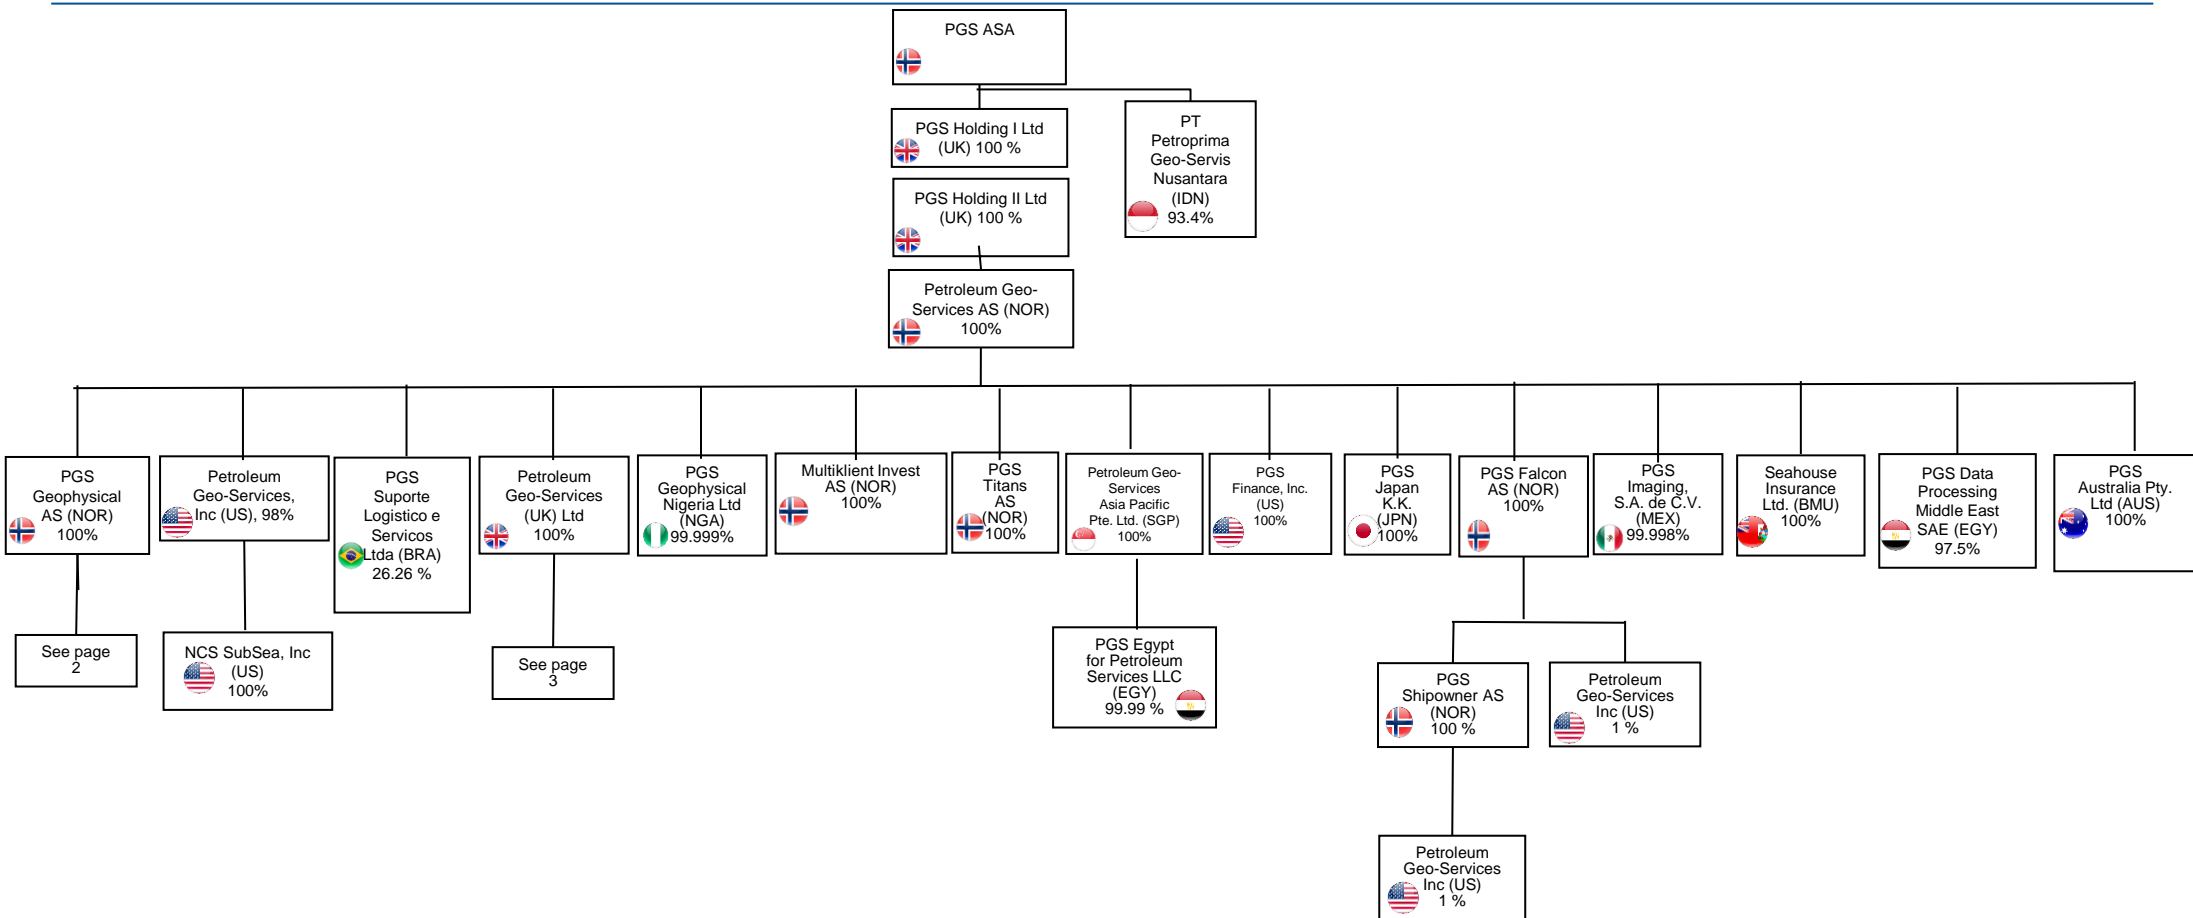 PGS ASA
PGS Holding I Ltd
(UK) 100 %
PT
Petroprima
Geo-Servis
Nusantara
(IDN)
93.4%
PGS Holding II Ltd
(UK) 100 %
Petroleum Geo-
Services AS (NOR)
100%
PGS
Geophysical
AS (NOR)
100%
Petroleum
Geo-Services,
Inc (US), 98%
PGS
Suporte
Logistico e
Servicos
Ltda (BRA)
26.26 %
Petroleum
Geo-Services
(UK) Ltd
100%
PGS
Geophysical
Nigeria Ltd
(NGA)
99.999%
Multiklient Invest
AS (NOR)
100%
PGS
Titans
AS
(NOR)
100%
Petroleum Geo-
Services
Asia Pacific
Pte. Ltd. (SGP)
100%
PGS
Finance, Inc.
(US)
100%
PGS
Japan
K.K.
(JPN)
100%
PGS Falcon
AS (NOR)
100%
PGS
Imaging,
S.A. de C.V.
(MEX)
99.998%
Seahouse
Insurance
Ltd. (BMU)
100%
PGS Data
Processing
Middle East
SAE (EGY)
97.5%
PGS
Australia Pty.
Ltd (AUS)
100%
See page
2
NCS SubSea, Inc
(US)
100%
See page
3
PGS Egypt
for Petroleum
Services LLC
(EGY)
99.99 %
PGS
Shipowner AS
(NOR)
100 %
Petroleum
Geo-Services
Inc (US)
1 %
Petroleum
Geo-Services
Inc (US)
1 %